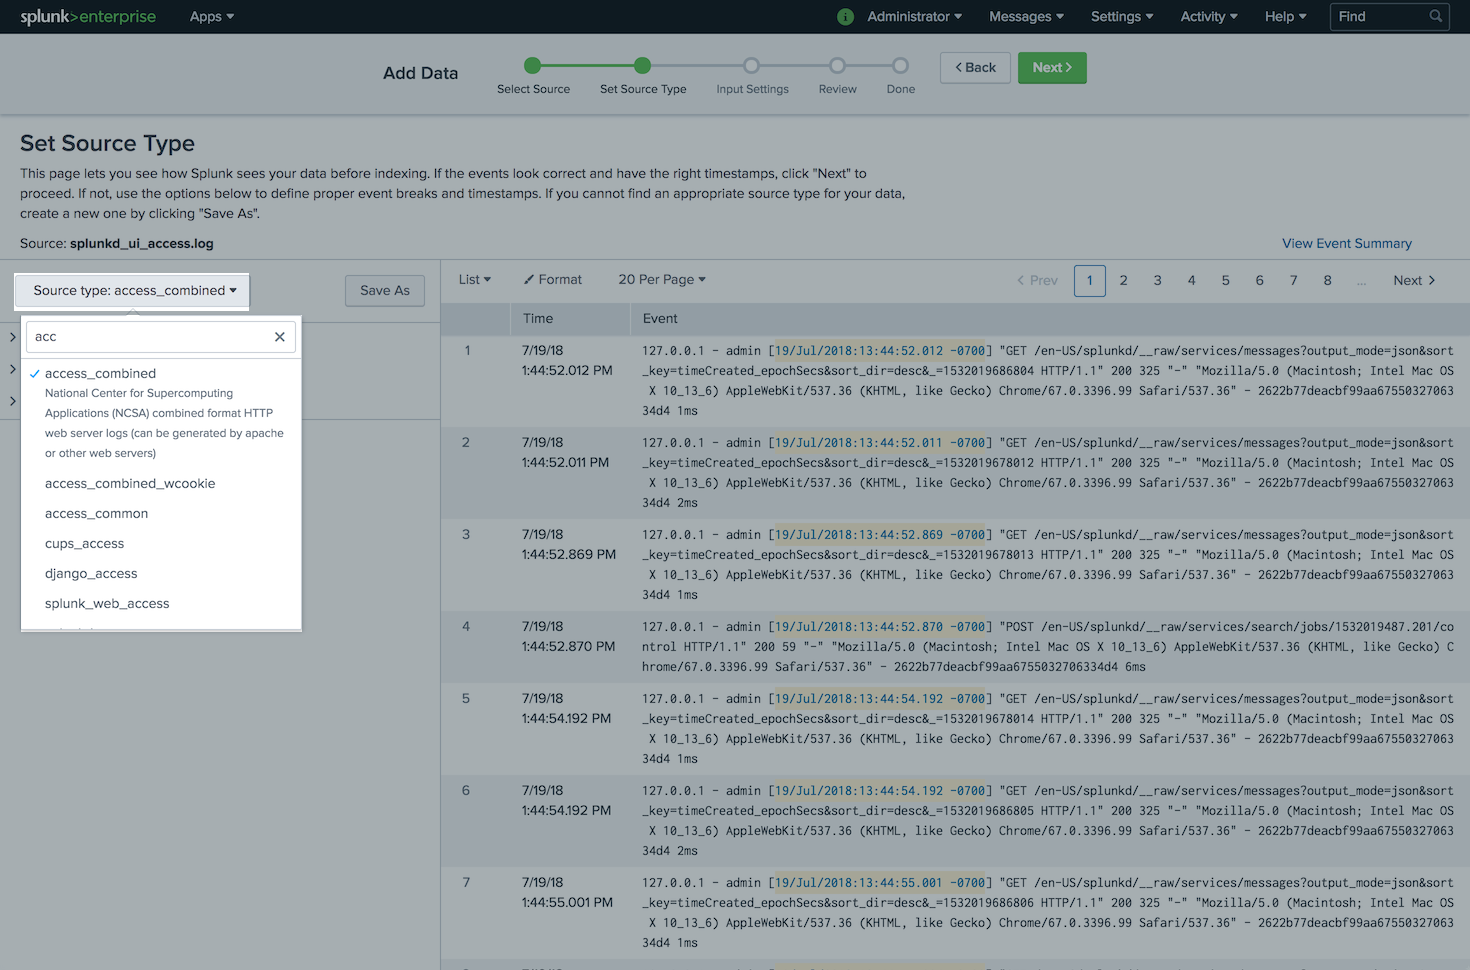 splunk>enterprise Apps Administrator Messages Settings Activity Help Find
Add Data
Select Source Set Source Type Input Settings Review Done
Back Next
Set Source Type
This page lets you see how Splunk sees your data before indexing. If the events look correct and have the right timestamps, click "Next" to
proceed. If not, use the options below to define proper event breaks and timestamps. If you cannot find an appropriate source type for your data,
create a new one by clicking "Save As".
Source: splunkd_ui_access.log
View Event Summary
Source type: access_combined
Save As
acc
access_combined
National Center for Supercomputing
Applications (NCSA) combined format HTTP
web server logs (can be generated by apache
or other web servers)
access_combined_wcookie
access_common
cups_access
django_access
splunk_web_access
List Format 20 Per Page
Prev 1 2 3 4 5 6 7 8 ... Next
Time Event
1 7/19/18 127.0.0.1 - admin [19/Jul/2018:13:44:52.012 -0700] "GET /en-US/splunkd/__raw/services/messages?output_mode=json&sort
1:44:52.012 PM _key=timeCreated_epochSecs&sort_dir=desc&_=1532019686804 HTTP/1.1" 200 325 "-" "Mozilla/5.0 (Macintosh; Intel Mac OS
X 10_13_6) AppleWebKit/537.36 (KHTML, like Gecko) Chrome/67.0.3396.99 Safari/537.36" - 2622b77deacbf99aa67550327063
34d4 1ms
2 7/19/18 127.0.0.1 - admin [19/Jul/2018:13:44:52.011 -0700] "GET /en-US/splunkd/__raw/services/messages?output_mode=json&sort
1:44:52.011 PM _key=timeCreated_epochSecs&sort_dir=desc&_=1532019678012 HTTP/1.1" 200 325 "-" "Mozilla/5.0 (Macintosh; Intel Mac OS
X 10_13_6) AppleWebKit/537.36 (KHTML, like Gecko) Chrome/67.0.3396.99 Safari/537.36" - 2622b77deacbf99aa67550327063
34d4 2ms
3 7/19/18 127.0.0.1 - admin [19/Jul/2018:13:44:52.869 -0700] "GET /en-US/splunkd/__raw/services/messages?output_mode=json&sort
1:44:52.869 PM _key=timeCreated_epochSecs&sort_dir=desc&_=1532019678013 HTTP/1.1" 200 325 "-" "Mozilla/5.0 (Macintosh; Intel Mac OS
X 10_13_6) AppleWebKit/537.36 (KHTML, like Gecko) Chrome/67.0.3396.99 Safari/537.36" - 2622b77deacbf99aa67550327063
34d4 1ms
4 7/19/18 127.0.0.1 - admin [19/Jul/2018:13:44:52.870 -0700] "POST /en-US/splunkd/__raw/services/search/jobs/1532019487.201/co
1:44:52.870 PM ntrol HTTP/1.1" 200 59 "-" "Mozilla/5.0 (Macintosh; Intel Mac OS X 10_13_6) AppleWebKit/537.36 (KHTML, like Gecko) C
hrome/67.0.3396.99 Safari/537.36" - 2622b77deacbf99aa6755032706334d4 6ms
5 7/19/18 127.0.0.1 - admin [19/Jul/2018:13:44:54.192 -0700] "GET /en-US/splunkd/__raw/services/messages?output_mode=json&sort
1:44:54.192 PM _key=timeCreated_epochSecs&sort_dir=desc&_=1532019678014 HTTP/1.1" 200 325 "-" "Mozilla/5.0 (Macintosh; Intel Mac OS
X 10_13_6) AppleWebKit/537.36 (KHTML, like Gecko) Chrome/67.0.3396.99 Safari/537.36" - 2622b77deacbf99aa67550327063
34d4 1ms
6 7/19/18 127.0.0.1 - admin [19/Jul/2018:13:44:54.192 -0700] "GET /en-US/splunkd/__raw/services/messages?output_mode=json&sort
1:44:54.192 PM _key=timeCreated_epochSecs&sort_dir=desc&_=1532019686805 HTTP/1.1" 200 325 "-" "Mozilla/5.0 (Macintosh; Intel Mac OS
X 10_13_6) AppleWebKit/537.36 (KHTML, like Gecko) Chrome/67.0.3396.99 Safari/537.36" - 2622b77deacbf99aa67550327063
34d4 2ms
7 7/19/18 127.0.0.1 - admin [19/Jul/2018:13:44:55.001 -0700] "GET /en-US/splunkd/__raw/services/messages?output_mode=json&sort
1:44:55.001 PM _key=timeCreated_epochSecs&sort_dir=desc&_=1532019686806 HTTP/1.1" 200 325 "-" "Mozilla/5.0 (Macintosh; Intel Mac OS
X 10_13_6) AppleWebKit/537.36 (KHTML, like Gecko) Chrome/67.0.3396.99 Safari/537.36" - 2622b77deacbf99aa67550327063
34d4 1ms